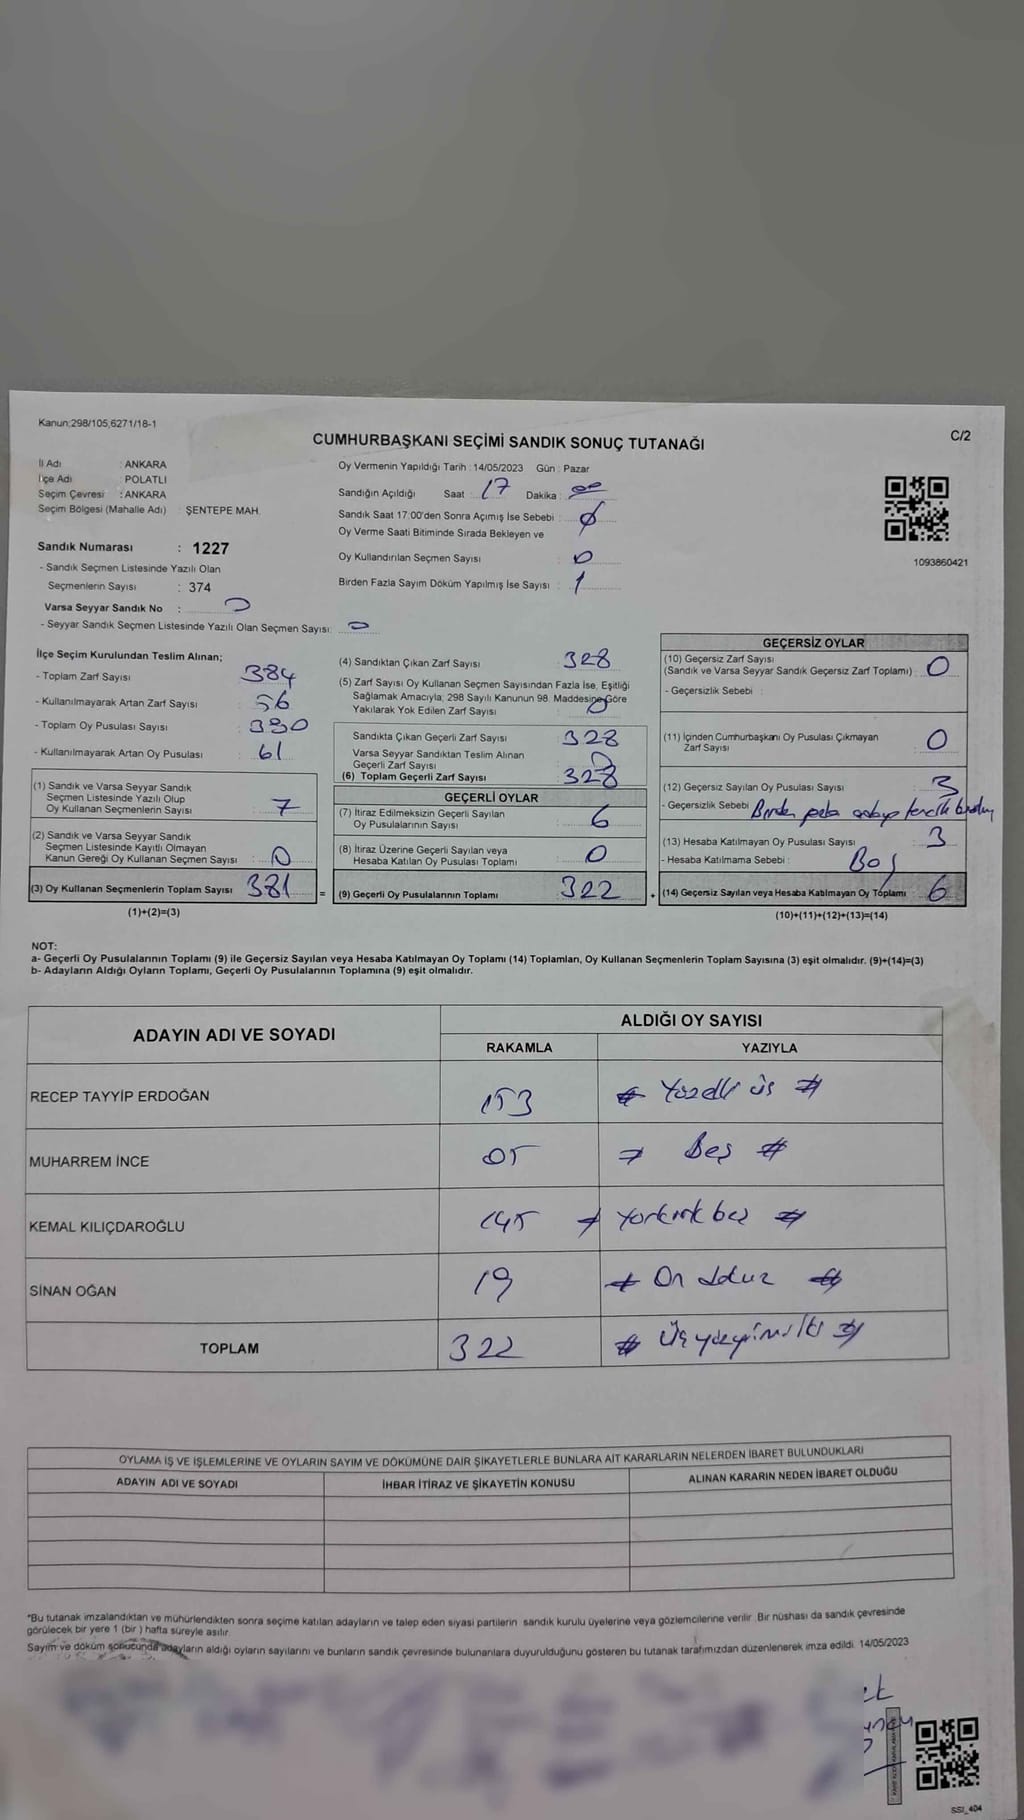 Kanun;298/105,6271/18-1
C/2
CUMHURBAŞKANI SEÇİMİ SANDIK SONUÇ TUTANAĞI
İl Adı : ANKARA
İlçe Adı : POLATLI
Seçim Çevresi : ANKARA
Seçim Bölgesi (Mahalle Adı) : ŞENTEPE MAH.
Sandık Numarası : 1227
- Sandık Seçmen Listesinde Yazılı Olan
Seçmenlerin Sayısı : 374
Varsa Seyyar Sandık No : 0
- Seyyar Sandık Seçmen Listesinde Yazılı Olan Seçmen Sayısı: 0
Oy Vermenin Yapıldığı Tarih : 14/05/2023 Gün : Pazar
Sandığın Açıldığı Saat : 17 Dakika : 00
Sandık Saat 17:00'den Sonra Açımış İse Sebebi : ϕ
Oy Verme Saati Bitiminde Sırada Bekleyen ve
Oy Kullandırılan Seçmen Sayısı : 0
Birden Fazla Sayım Döküm Yapılmış İse Sayısı : 1
1093860421
İlçe Seçim Kurulundan Teslim Alınan;
- Toplam Zarf Sayısı : 384
- Kullanılmayarak Artan Zarf Sayısı : 56
- Toplam Oy Pusulası Sayısı : 390
- Kullanılmayarak Artan Oy Pusulası : 61
(1) Sandık ve Varsa Seyyar Sandık
Seçmen Listesinde Yazılı Olup
Oy Kullanan Seçmenlerin Sayısı : 7
(2) Sandık ve Varsa Seyyar Sandık
Seçmen Listesinde Kayıtlı Olmayan
Kanun Gereği Oy Kullanan Seçmen Sayısı : 0
(3) Oy Kullanan Seçmenlerin Toplam Sayısı : 381 =
(1)+(2)=(3)
(4) Sandıktan Çıkan Zarf Sayısı : 328
(5) Zarf Sayısı Oy Kullanan Seçmen Sayısından Fazla İse, Eşitliği
Sağlamak Amacıyla; 298 Sayılı Kanunun 98. Maddesine Göre
Yakılarak Yok Edilen Zarf Sayısı : 0
Sandıkta Çıkan Geçerli Zarf Sayısı : 328
Varsa Seyyar Sandıktan Teslim Alınan
Geçerli Zarf Sayısı : 0
(6) Toplam Geçerli Zarf Sayısı : 328
GEÇERLİ OYLAR
(7) İtiraz Edilmeksizin Geçerli Sayılan
Oy Pusulalarının Sayısı : 6
(8) İtiraz Üzerine Geçerli Sayılan veya
Hesaba Katılan Oy Pusulası Toplamı : 0
(9) Geçerli Oy Pusulalarının Toplamı : 322 +
GEÇERSİZ OYLAR
(10) Geçersiz Zarf Sayısı
(Sandık ve Varsa Seyyar Sandık Geçersiz Zarf Toplamı) : 0
- Geçersizlik Sebebi :
(11) İçinden Cumhurbaşkanı Oy Pusulası Çıkmayan
Zarf Sayısı : 0
(12) Geçersiz Sayılan Oy Pusulası Sayısı : 3
- Geçersizlik Sebebi : Birden
(13) Hesaba Katılmayan Oy Pusulası Sayısı : 3
- Hesaba Katılmama Sebebi : Boş
(14) Geçersiz Sayılan veya Hesaba Katılmayan Oy Toplamı : 6
(10)+(11)+(12)+(13)=(14)
NOT:
a- Geçerli Oy Pusulalarının Toplamı (9) ile Geçersiz Sayılan veya Hesaba Katılmayan Oy Toplamı (14) Toplamları, Oy Kullanan Seçmenlerin Toplam Sayısına (3) eşit olmalıdır. (9)+(14)=(3)
b- Adayların Aldığı Oyların Toplamı, Geçerli Oy Pusulalarının Toplamına (9) eşit olmalıdır.
ADAYIN ADI VE SOYADI
ALDIĞI OY SAYISI
RAKAMLA YAZIYLA
RECEP TAYYİP ERDOĞAN 153 # Yüzelli üç #
MUHARREM İNCE 05 # Beş #
KEMAL KILIÇDAROĞLU 145 # Yüzkırkbeş #
SİNAN OĞAN 19 # On dokuz #
TOPLAM 322 # Üçyüzyirmiiki #
OYLAMA İŞ VE İŞLEMLERİNE VE OYLARIN SAYIM VE DÖKÜMÜNE DAİR ŞİKAYETLERLE BUNLARA AİT KARARLARIN NELERDEN İBARET BULUNDUKLARI
ADAYIN ADI VE SOYADI İHBAR İTİRAZ VE ŞİKAYETİN KONUSU ALINAN KARARIN NEDEN İBARET OLDUĞU
*Bu tutanak imzalandıktan ve mühürlendikten sonra seçime katılan adayların ve talep eden siyasi partilerin sandık kurulu üyelerine veya gözlemcilerine verilir. Bir nüshası da sandık çevresinde
görülecek bir yere 1 (bir) hafta süreyle asılır.
Sayım ve döküm sonucunda adayların aldığı oyların sayılarını ve bunların sandık çevresinde bulunanlara duyurulduğunu gösteren bu tutanak tarafımızdan düzenlenerek imza edildi. 14/05/2023
SSI_404